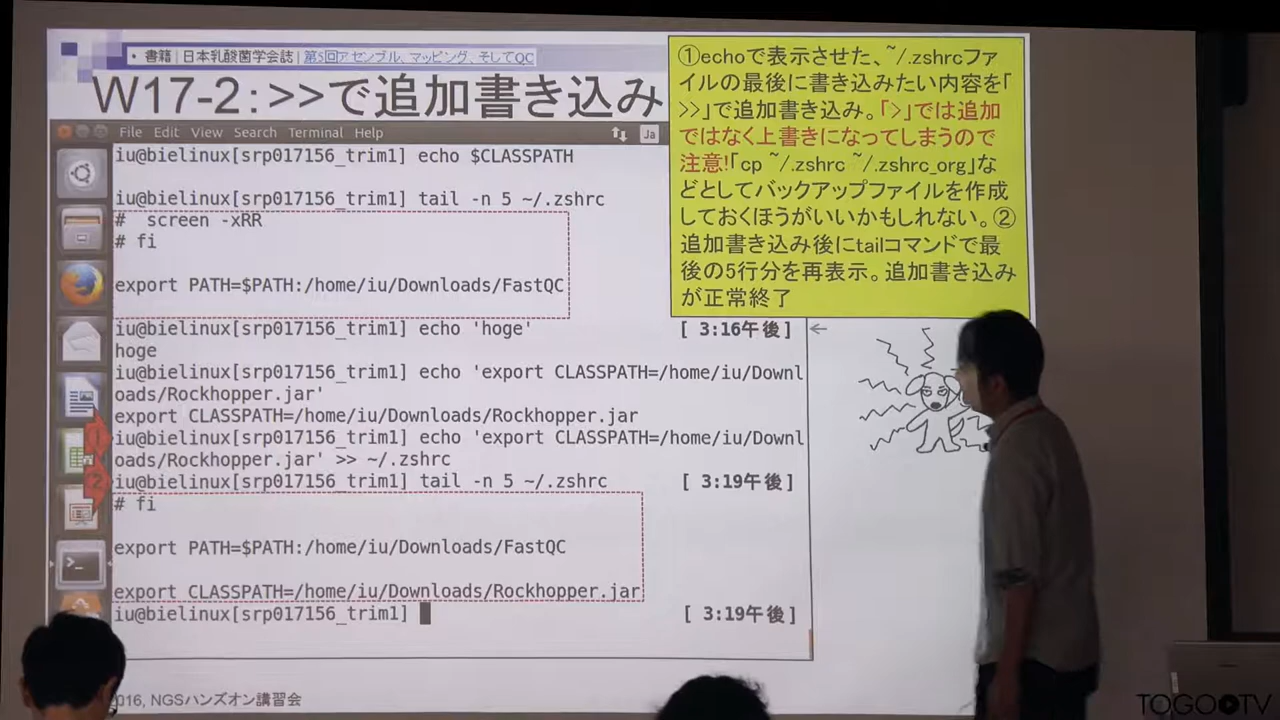 ・書籍 | 日本乳酸菌学会誌 | 第5回アセンブル、マッピング、そしてQC
W17-2:>>で追加書き込み
①echoで表示させた、~/.zshrcファ
イルの最後に書き込みたい内容を「
>>」で追加書き込み。「>」では追加
ではなく上書きになってしまうので
注意!「cp ~/.zshrc ~/.zshrc_org」な
どとしてバックアップファイルを作成
しておくほうがいいかもしれない。②
追加書き込み後にtailコマンドで最
後の5行分を再表示。追加書き込み
が正常終了
File Edit View Search Terminal Help
Ja
iu@bielinux[srp017156_trim1] echo $CLASSPATH
iu@bielinux[srp017156_trim1] tail -n 5 ~/.zshrc
#  screen -xRR
# fi
export PATH=$PATH:/home/iu/Downloads/FastQC
iu@bielinux[srp017156_trim1] echo 'hoge' [ 3:16午後]
hoge
iu@bielinux[srp017156_trim1] echo 'export CLASSPATH=/home/iu/Downl
oads/Rockhopper.jar'
export CLASSPATH=/home/iu/Downloads/Rockhopper.jar
①
iu@bielinux[srp017156_trim1] echo 'export CLASSPATH=/home/iu/Downl
oads/Rockhopper.jar' >> ~/.zshrc
②
iu@bielinux[srp017156_trim1] tail -n 5 ~/.zshrc [ 3:19午後]
# fi
export PATH=$PATH:/home/iu/Downloads/FastQC
export CLASSPATH=/home/iu/Downloads/Rockhopper.jar
iu@bielinux[srp017156_trim1] [ 3:19午後]
016, NGSハンズオン講習会
TOGOTV